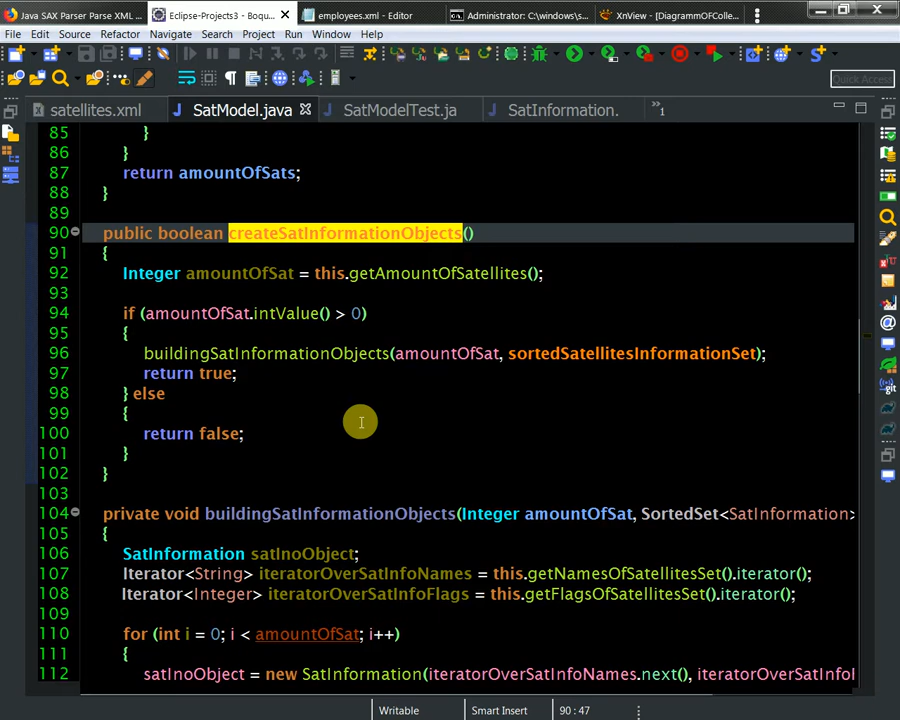 Java SAX Parser Parse XML ...
Eclipse-Projects3 - Boqu...
employees.xml - Editor
Administrator: C:\windows\s...
XnView - [DiagrammOFColle...
File Edit Source Refactor Navigate Search Project Run Window Help
Quick Access
satellites.xml
SatModel.java
SatModelTest.ja
SatInformation.
»1
85 }
86 }
87 return amountOfSats;
88 }
89
90 public boolean createSatInformationObjects()
91 {
92 Integer amountOfSat = this.getAmountOfSatellites();
93
94 if (amountOfSat.intValue() > 0)
95 {
96 buildingSatInformationObjects(amountOfSat, sortedSatellitesInformationSet);
97 return true;
98 } else
99 {
100 return false;
101 }
102 }
103
104 private void buildingSatInformationObjects(Integer amountOfSat, SortedSet<SatInformation>
105 {
106 SatInformation satInoObject;
107 Iterator<String> iteratorOverSatInfoNames = this.getNamesOfSatellitesSet().iterator();
108 Iterator<Integer> iteratorOverSatInfoFlags = this.getFlagsOfSatellitesSet().iterator();
109
110 for (int i = 0; i < amountOfSat; i++)
111 {
112 satInoObject = new SatInformation(iteratorOverSatInfoNames.next(), iteratorOverSatInfol
Writable
Smart Insert
90 : 47